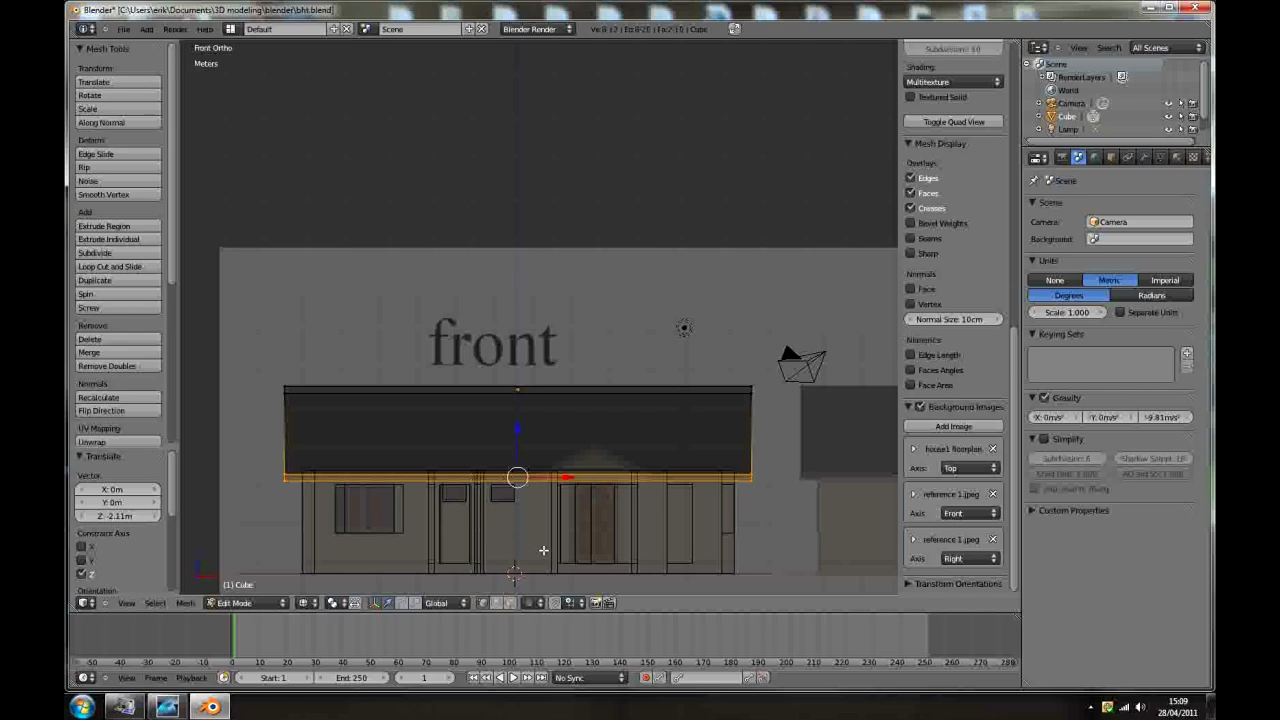 Blender* [C:\Users\erik\Documents\3D modeling\blender\bht.blend]
File Add Render Help Default Scene Blender Render
Mesh Tools
Transform
Translate
Rotate
Scale
Along Normal
Deform
Edge Slide
Rip
Noise
Smooth Vertex
Add
Extrude Region
Extrude Individual
Subdivide
Loop Cut and Slide
Duplicate
Spin
Screw
Remove
Delete
Merge
Remove Doubles
Normals
Recalculate
Flip Direction
UV Mapping
Unwrap
Translate
Vector
X: 0m
Y: 0m
Z: -2.11m
Constraint Axis
X
Y
Z
Orientation
Front Ortho
Meters
front
(1) Cube
View Select Mesh Edit Mode Global
Shading:
Multitexture
Textured Solid
Toggle Quad View
Mesh Display
Overlays
Edges
Faces
Creases
Bevel Weights
Seams
Sharp
Normals
Face
Vertex
Normal Size: 10cm
Numerics
Edge Length
Faces Angles
Face Area
Background Images
Add Image
house1 floorplan
Axis: Top
reference 1.jpeg
Axis Front
reference 1.jpeg
Axis Right
Transform Orientations
View Search All Scenes
Scene
RenderLayers
World
Camera
Cube
Lamp
Scene
Scene
Camera: Camera
Background:
Units
None Metric Imperial
Degrees Radians
Scale: 1.000 Separate Units
Keying Sets
Gravity
Simplify
Subdivision: 6
Custom Properties
-50 -40 -30 -20 -10 0 10 20 30 40 50 60 70 80 90 100 110 120 130 140 150 160 170 180 190 200 210 220 230 240 250 260 270 280
View Frame Playback Start: 1 End: 250 1 No Sync
15:09
28/04/2011